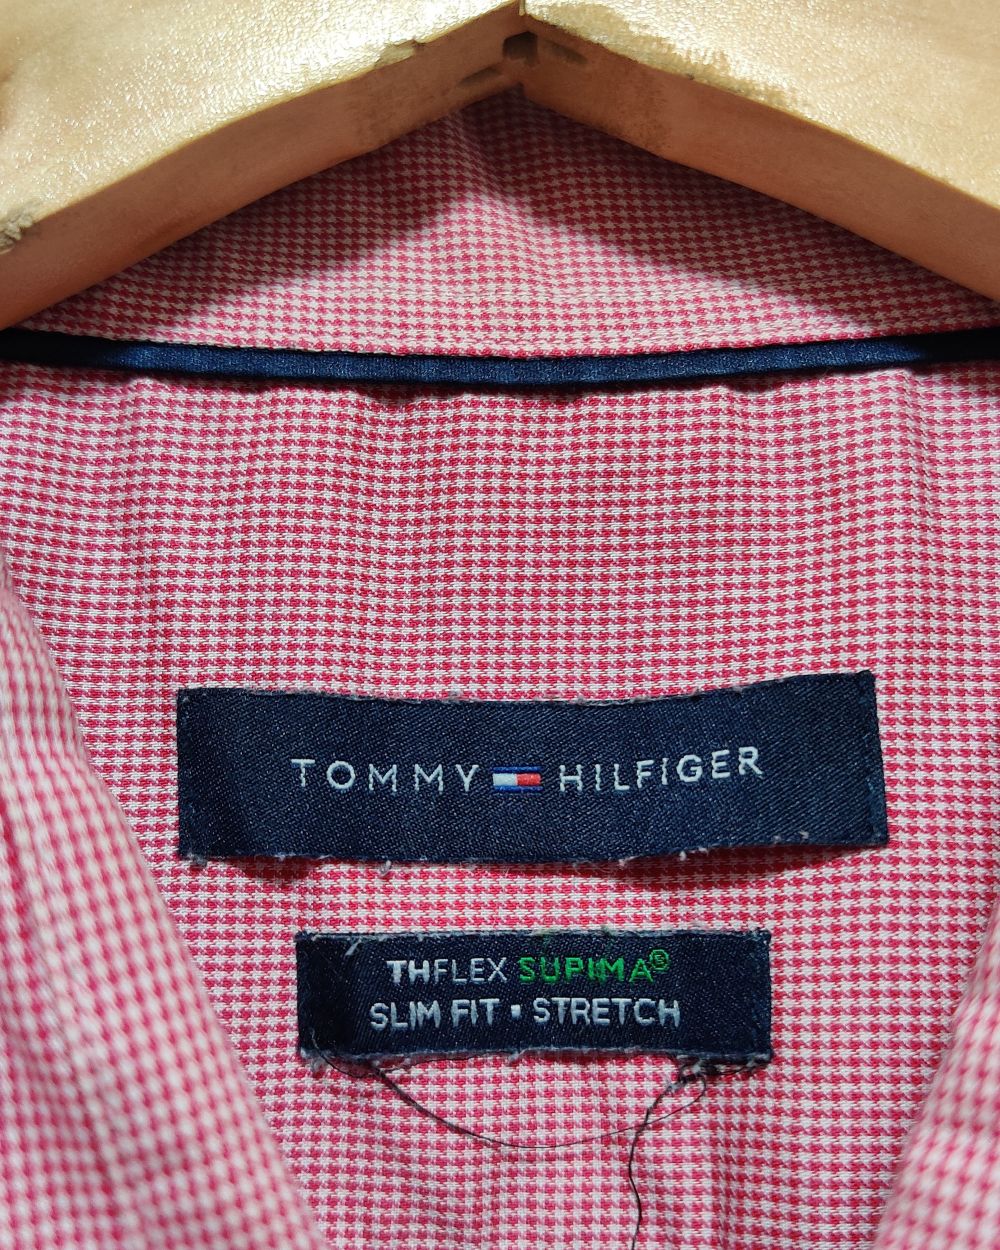 TOMMY HILFIGER
THFLEX SUPIMA®
SLIM FIT ▪ STRETCH